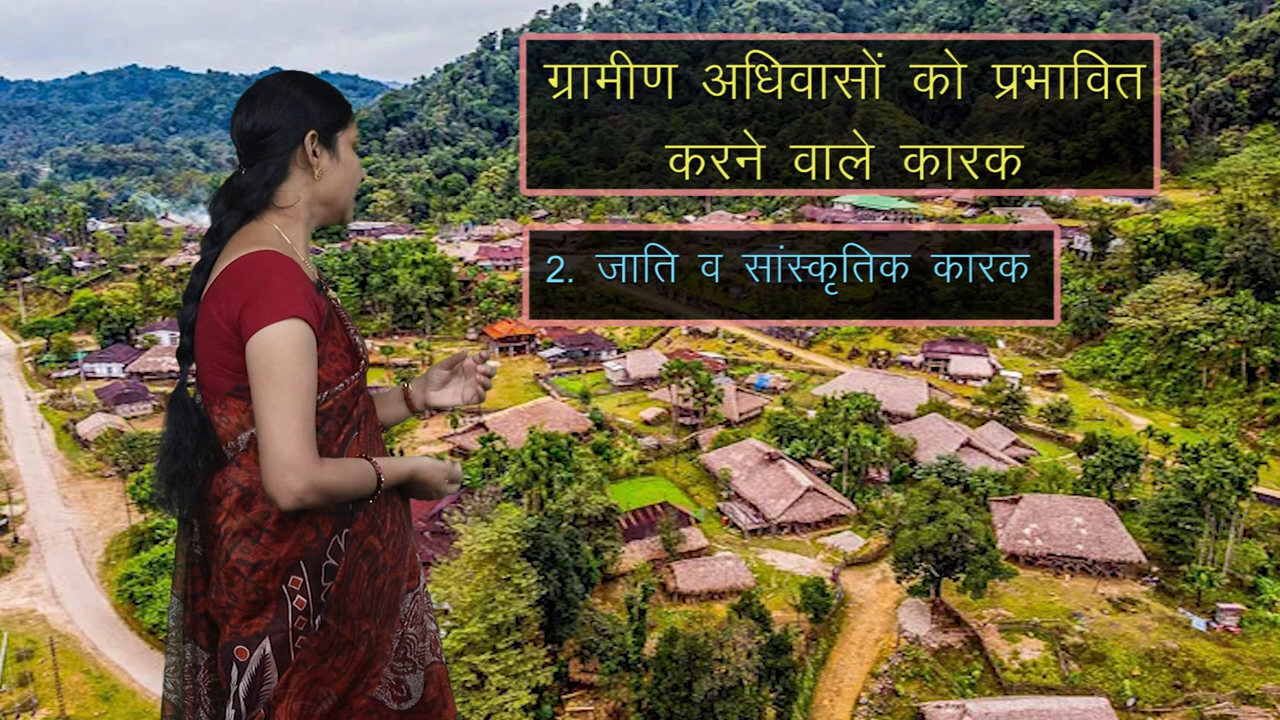 ग्रामीण अधिवासों को प्रभावित
करने वाले कारक
2. जाति व सांस्कृतिक कारक